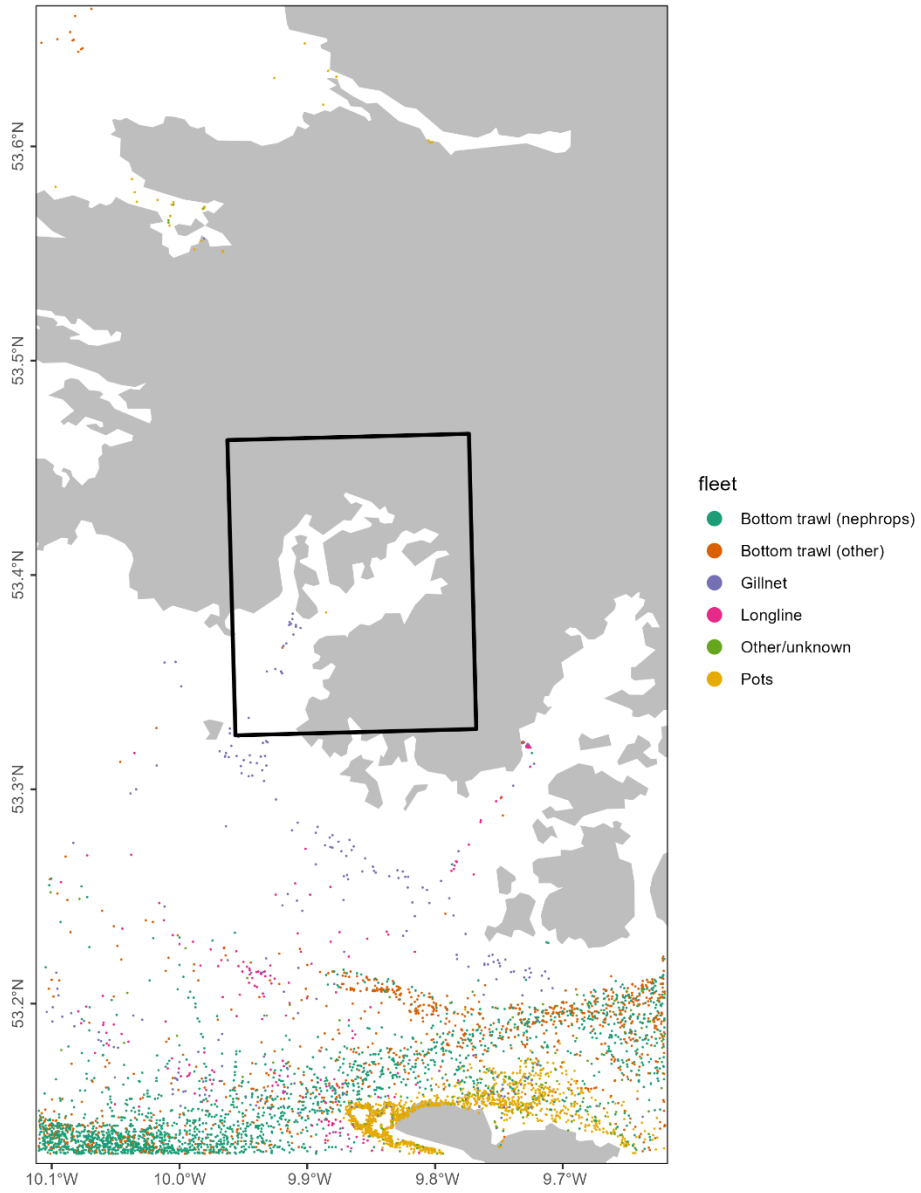 53.6°N
53.5°N
53.4°N
53.3°N
53.2°N
10.1°W
10.0°W
9.9°W
9.8°W
9.7°W
fleet
Bottom trawl (nephrops)
Bottom trawl (other)
Gillnet
Longline
Other/unknown
Pots